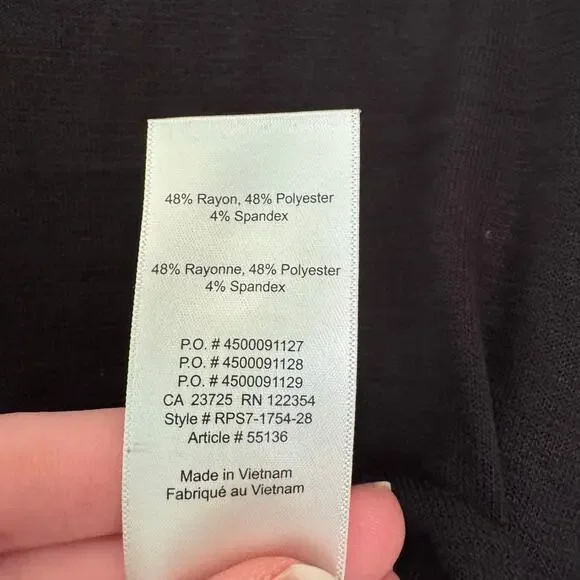 48% Rayon, 48% Polyester
4% Spandex
48% Rayonne, 48% Polyester
4% Spandex
P.O. # 4500091127
P.O. # 4500091128
P.O. # 4500091129
CA 23725 RN 122354
Style # RPS7-1754-28
Article # 55136
Made in Vietnam
Fabriqué au Vietnam